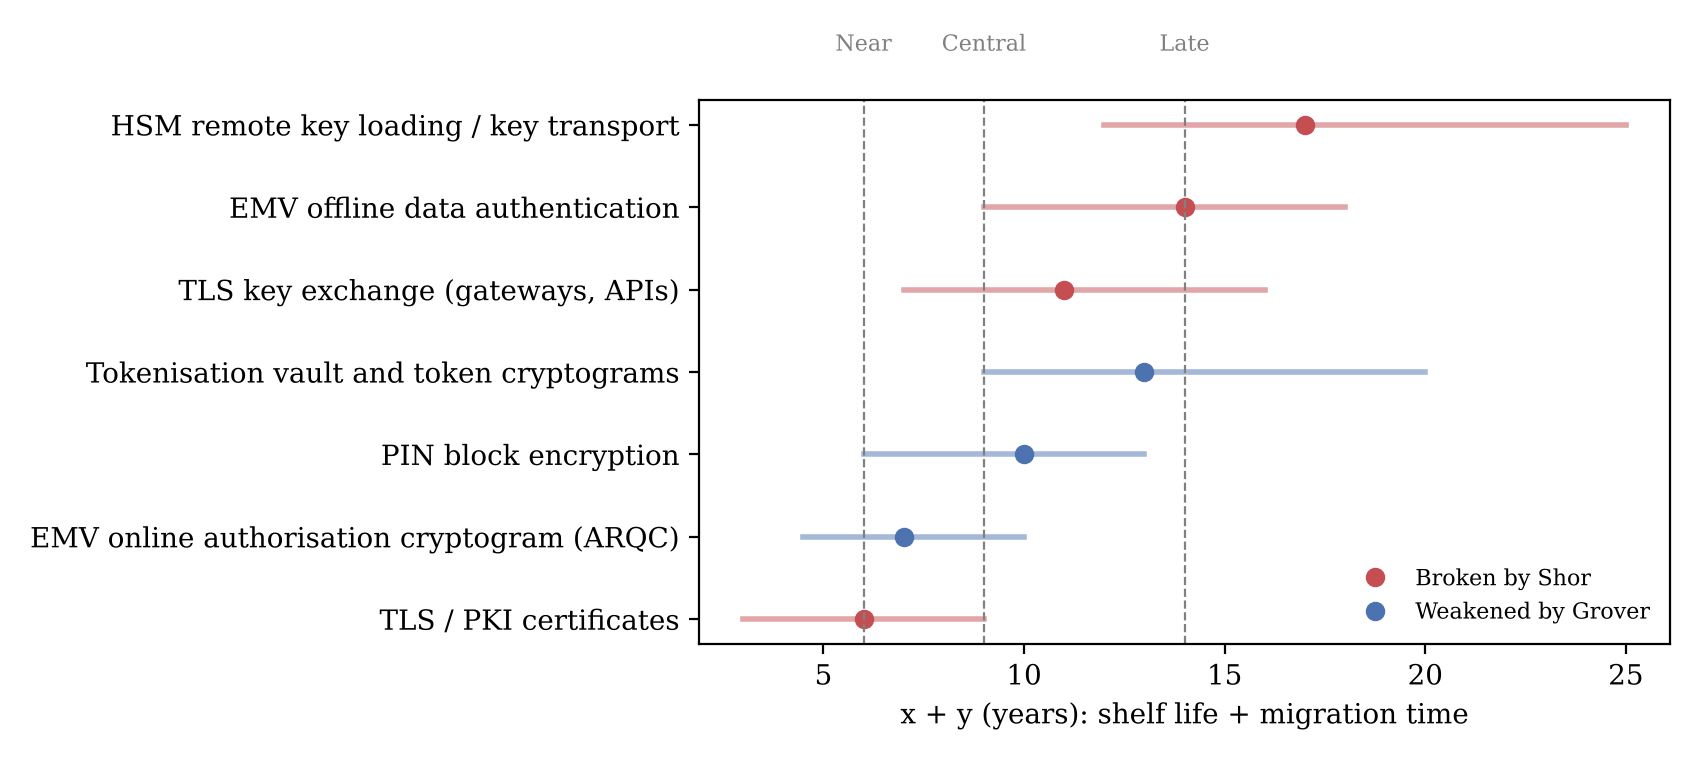 Near Central Late
HSM remote key loading / key transport
EMV offline data authentication
TLS key exchange (gateways, APIs)
Tokenisation vault and token cryptograms
PIN block encryption
EMV online authorisation cryptogram (ARQC)
TLS / PKI certificates
Broken by Shor
Weakened by Grover
5 10 15 20 25
x + y (years): shelf life + migration time